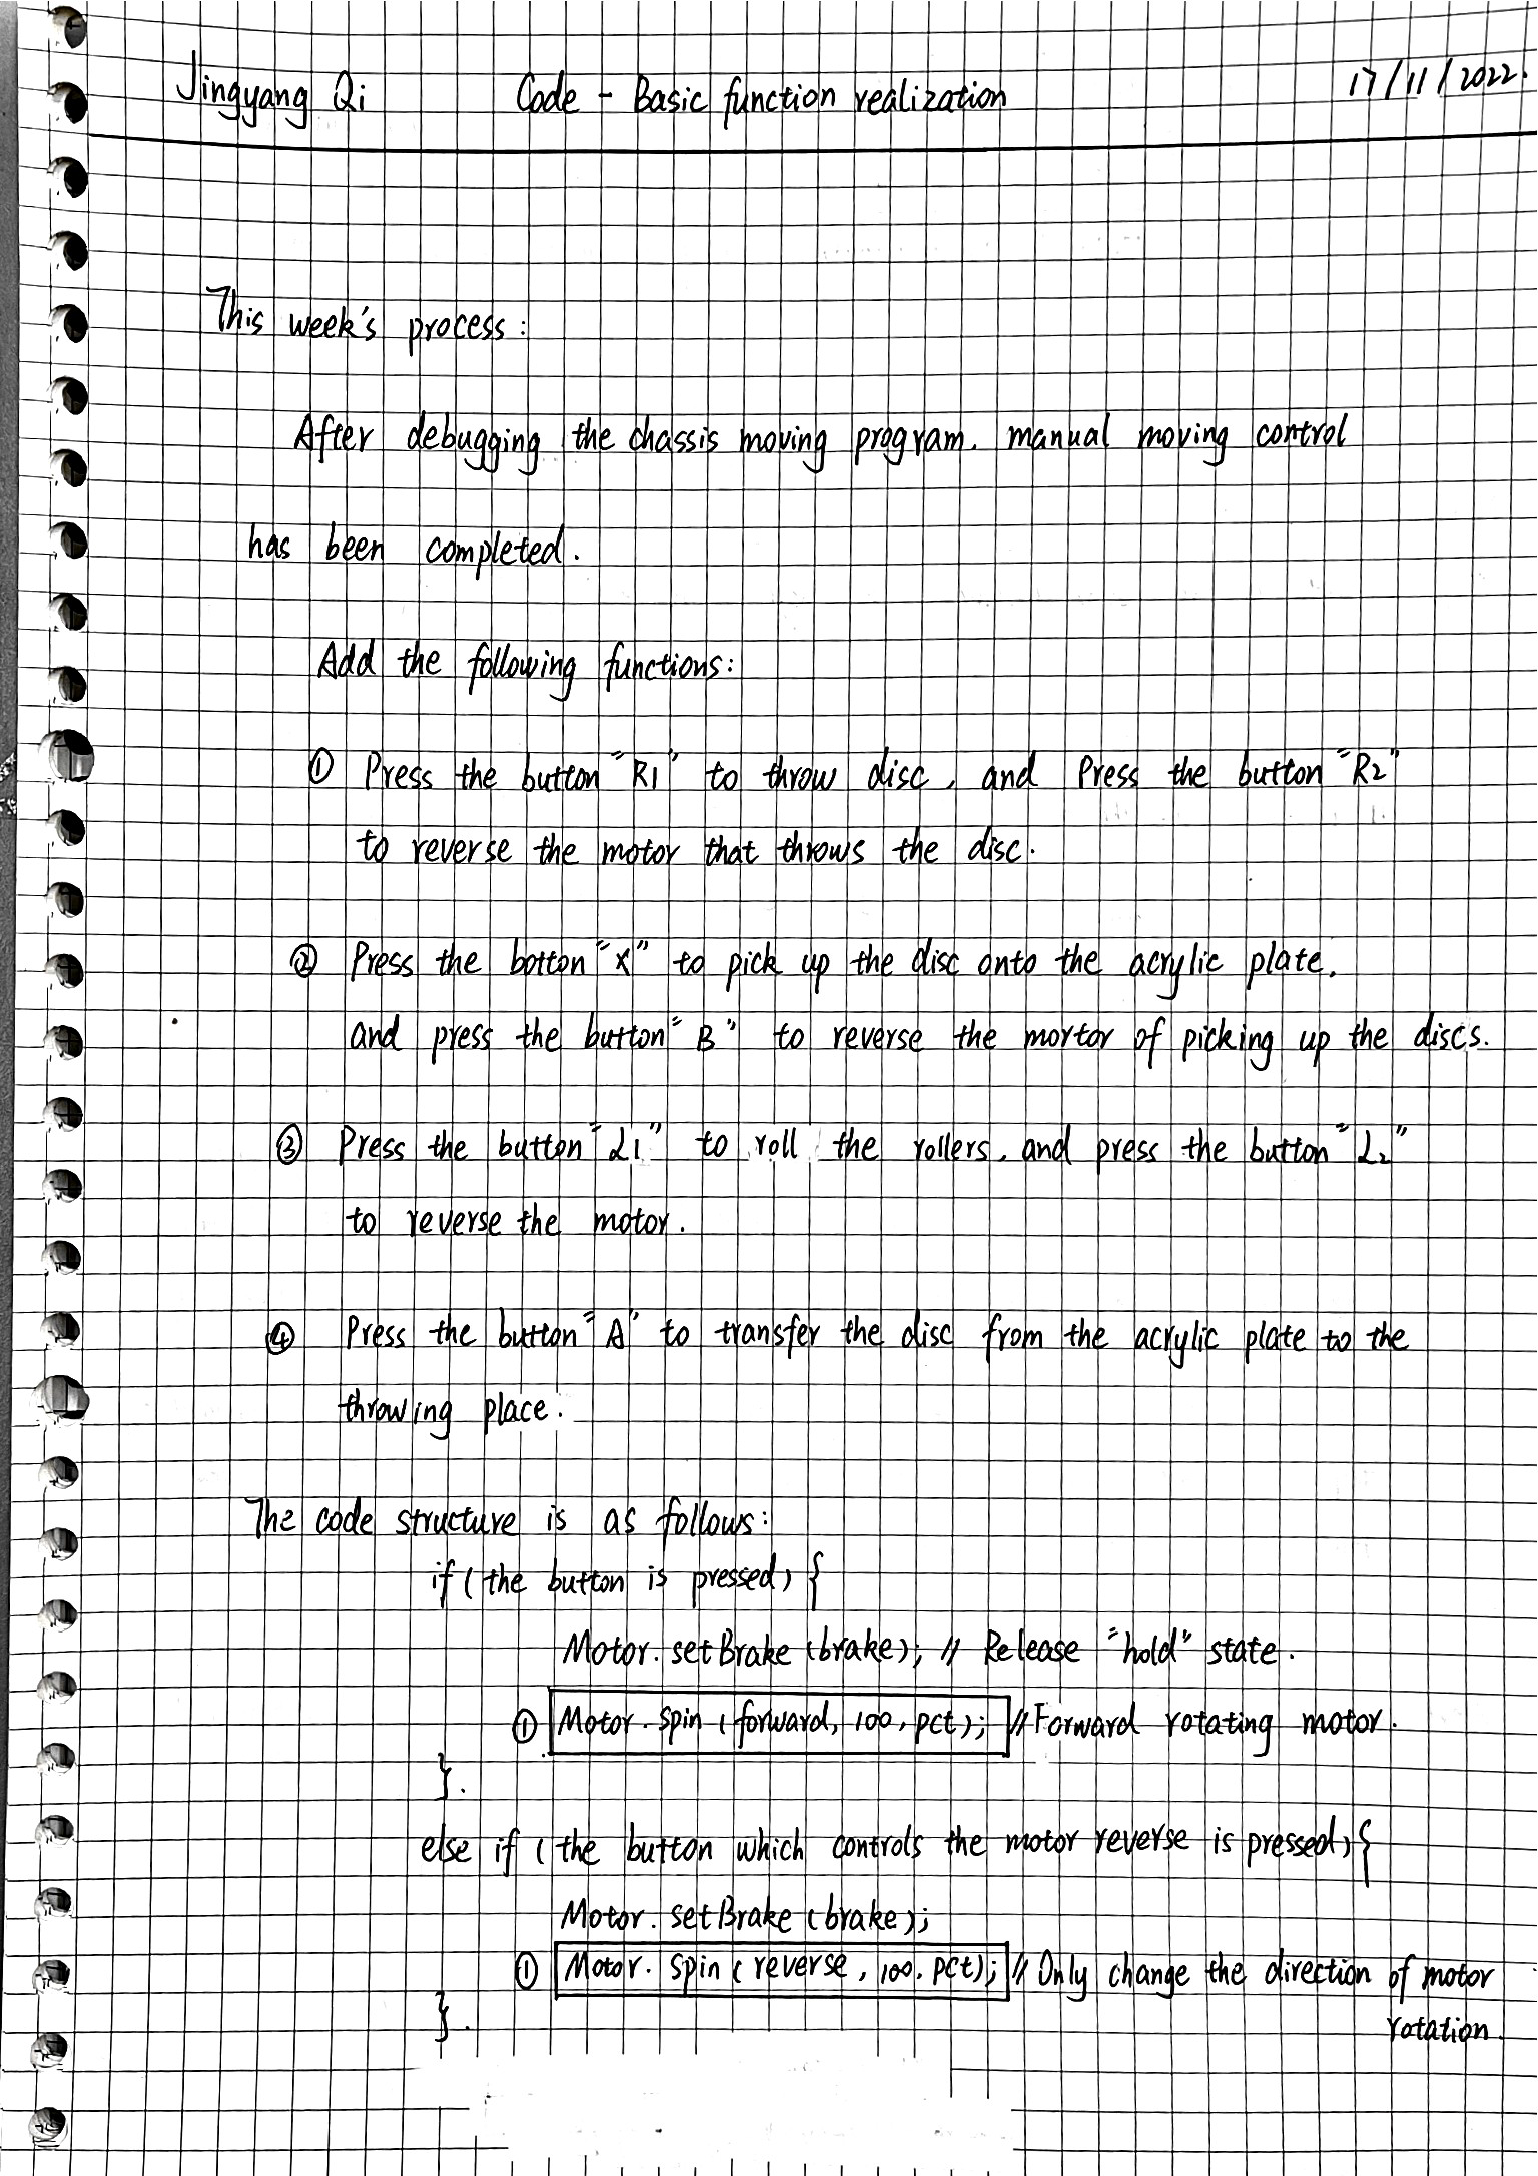 Jingyang Qi Code - Basic function realization 17/11/2022.
This week's process:
After debugging the chassis moving program. manual moving control
has been completed.
Add the following functions:
① Press the button "R1" to throw disc, and Press the button "R2"
to reverse the motor that throws the disc.
② Press the botton "X" to pick up the disc onto the acrylic plate.
and press the button "B" to reverse the mortor of picking up the discs.
③ Press the button "L1" to roll the rollers, and press the button "L2"
to reverse the motor.
④ Press the button "A" to transfer the disc from the acrylic plate to the
throwing place.
The code structure is as follows:
if (the button is pressed) {
Motor. setBrake (brake); // Release "hold" state.
① Motor. spin (forward, 100, pct); // Forward rotating motor.
}.
else if (the button which controls the motor reverse is pressed) {
Motor. setBrake (brake);
① Motor. spin (reverse, 100. pct); // Only change the direction of motor
rotation.
}.